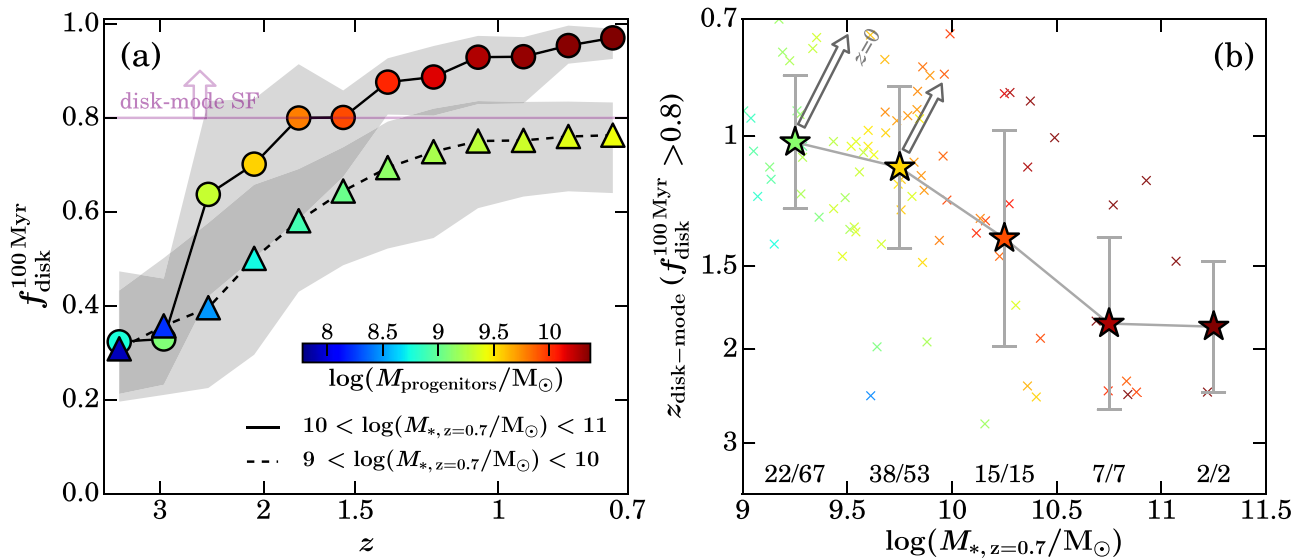 (a)
1.0
0.8
0.6
0.4
0.2
0.0
f_disk^100 Myr
disk-mode SF
8 8.5 9 9.5 10
log(M_progenitors/M⊙)
10 < log(M_*, z=0.7/M⊙) < 11
9 < log(M_*, z=0.7/M⊙) < 10
3 2 1.5 1 0.7
z
(b)
0.7
1
1.5
2
3
z_disk−mode (f_disk^100 Myr >0.8)
z=0
22/67 38/53 15/15 7/7 2/2
9 9.5 10 10.5 11 11.5
log(M_*, z=0.7/M⊙)